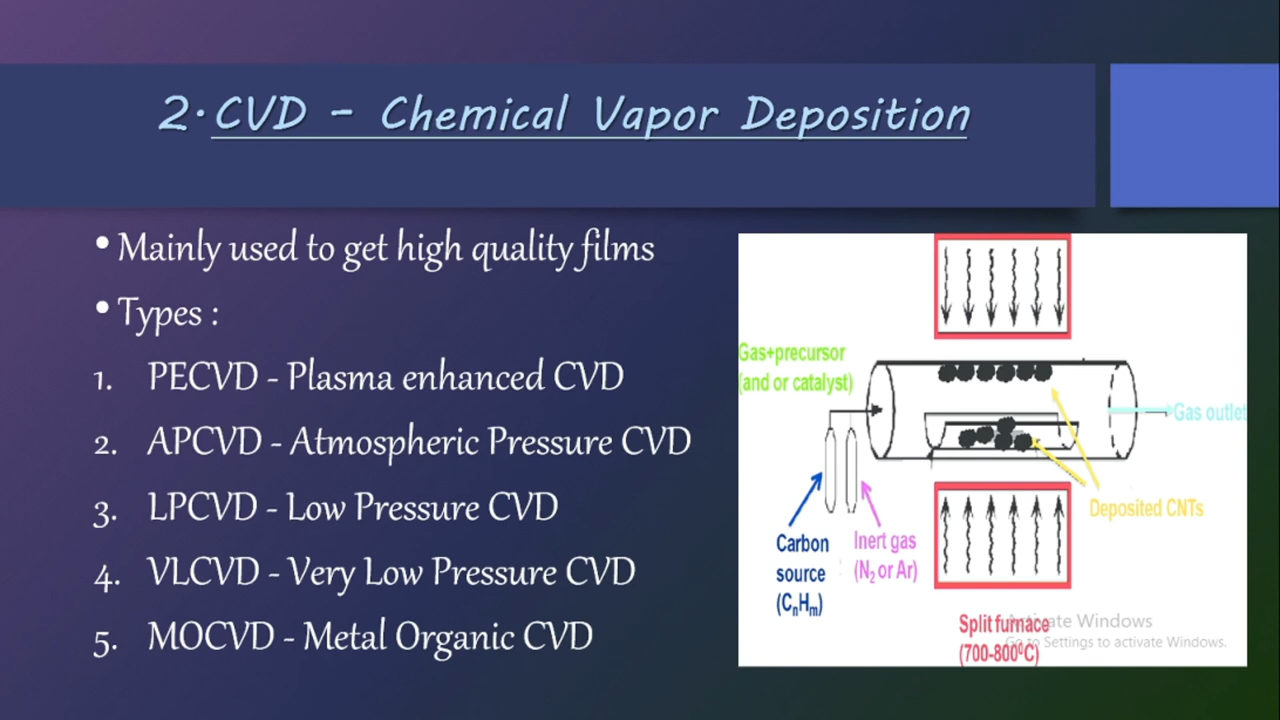 2. CVD - Chemical Vapor Deposition
• Mainly used to get high quality films
• Types :
1. PECVD - Plasma enhanced CVD
2. APCVD - Atmospheric Pressure CVD
3. LPCVD - Low Pressure CVD
4. VLCVD - Very Low Pressure CVD
5. MOCVD - Metal Organic CVD
Gas+precursor
(and or catalyst)
Gas outlet
Deposited CNTs
Carbon
source
(CnHm)
Inert gas
(N2 or Ar)
Split furnace
(700-800⁰C)
Activate Windows
Go to Settings to activate Windows.